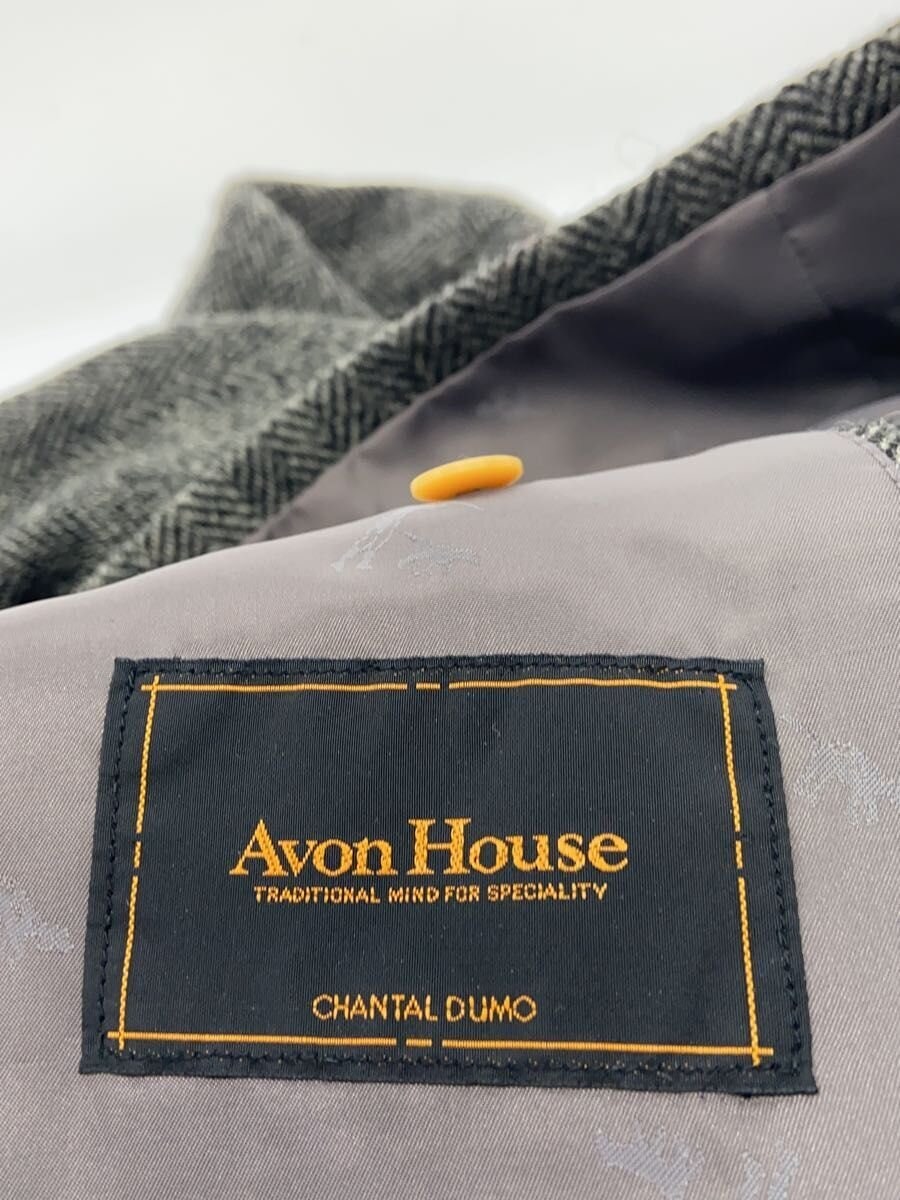 Avon House
TRADITIONAL MIND FOR SPECIALITY
CHANTAL DUMO